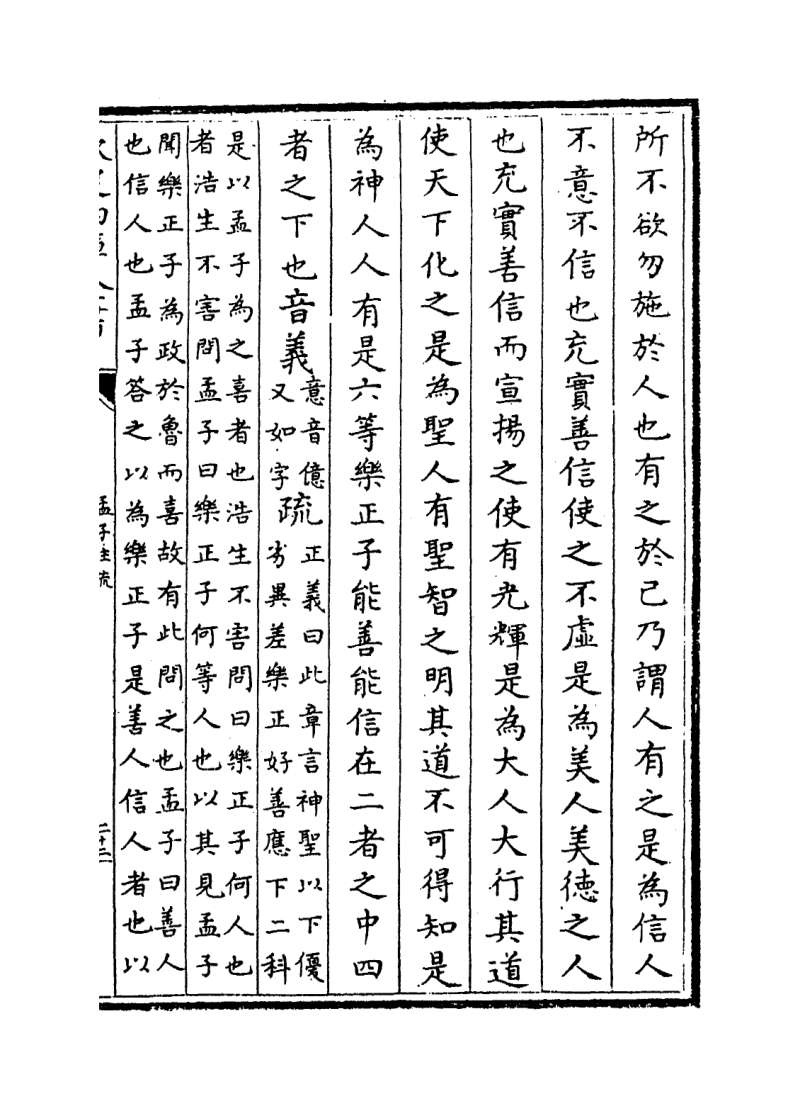 所不欲勿施於人也有之於己乃謂人有之是為信人
不意不信也充實善信使之不虛是為美人美德之人
也充實善信而宣揚之使有光輝是為大人大行其道
使天下化之是為聖人有聖智之明其道不可得知是
為神人人有是六等樂正子能善能信在二者之中四
者之下也音義
意音億
又如字
疏
正義曰此章言神聖以下優
劣異差樂正好善應下二科
是以孟子為之喜者也浩生不害問曰樂正子何人也
者浩生不害問孟子曰樂正子何等人也以其見孟子
聞樂正子為政於魯而喜故有此問之也孟子曰善人
也信人也孟子答之以為樂正子是善人信人者也以
孟子注疏
二十二